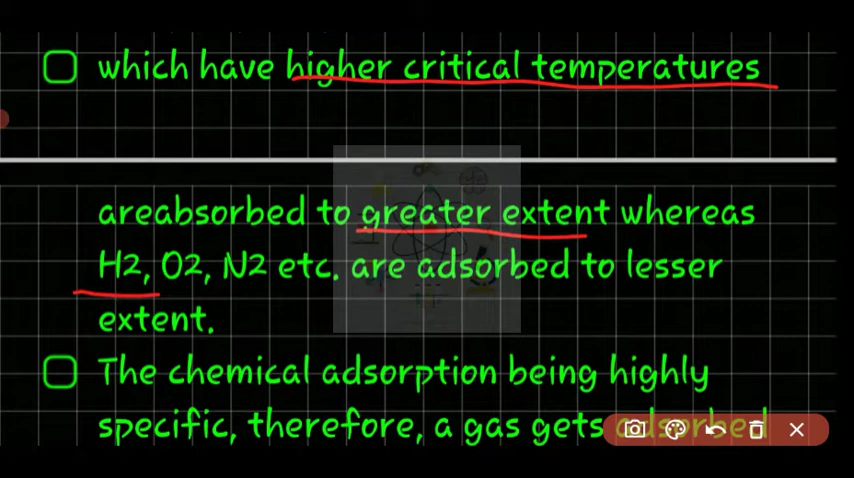 which have higher critical temperatures
areabsorbed to greater extent whereas
H2, O2, N2 etc. are adsorbed to lesser
extent.
The chemical adsorption being highly
specific, therefore, a gas gets adsorbed